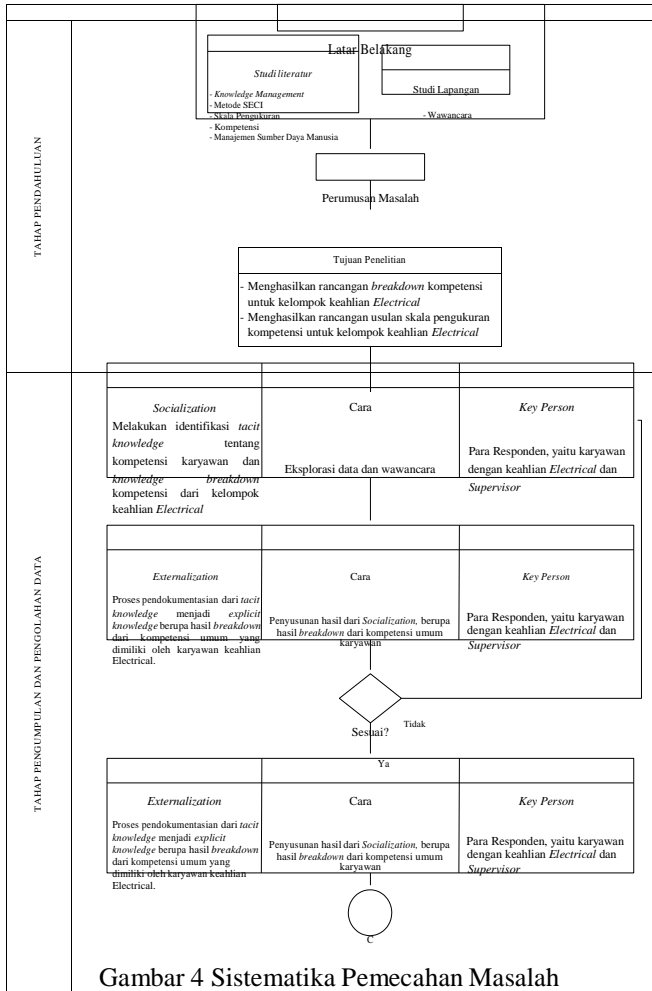 Latar Belakang
Studi literatur
- Knowledge Management
- Metode SECI
- Skala Pengukuran
- Kompetensi
- Manajemen Sumber Daya Manusia
Studi Lapangan
- Wawancara
TAHAP PENDAHULUAN
Perumusan Masalah
Tujuan Penelitian
- Menghasilkan rancangan breakdown kompetensi
untuk kelompok keahlian Electrical
- Menghasilkan rancangan usulan skala pengukuran
kompetensi untuk kelompok keahlian Electrical
TAHAP PENGUMPULAN DAN PENGOLAHAN DATA
Socialization
Melakukan identifikasi tacit
knowledge tentang
kompetensi karyawan dan
knowledge breakdown
kompetensi dari kelompok
keahlian Electrical
Cara
Eksplorasi data dan wawancara
Key Person
Para Responden, yaitu karyawan
dengan keahlian Electrical dan
Supervisor
Externalization
Proses pendokumentasian dari tacit
knowledge menjadi explicit
knowledge berupa hasil breakdown
dari kompetensi umum yang
dimiliki oleh karyawan keahlian
Electrical.
Cara
Penyusunan hasil dari Socialization, berupa
hasil breakdown dari kompetensi umum
karyawan
Key Person
Para Responden, yaitu karyawan
dengan keahlian Electrical dan
Supervisor
Sesuai?
Tidak
Ya
Externalization
Proses pendokumentasian dari tacit
knowledge menjadi explicit
knowledge berupa hasil breakdown
dari kompetensi umum yang
dimiliki oleh karyawan keahlian
Electrical.
Cara
Penyusunan hasil dari Socialization, berupa
hasil breakdown dari kompetensi umum
karyawan
Key Person
Para Responden, yaitu karyawan
dengan keahlian Electrical dan
Supervisor
C
Gambar 4 Sistematika Pemecahan Masalah